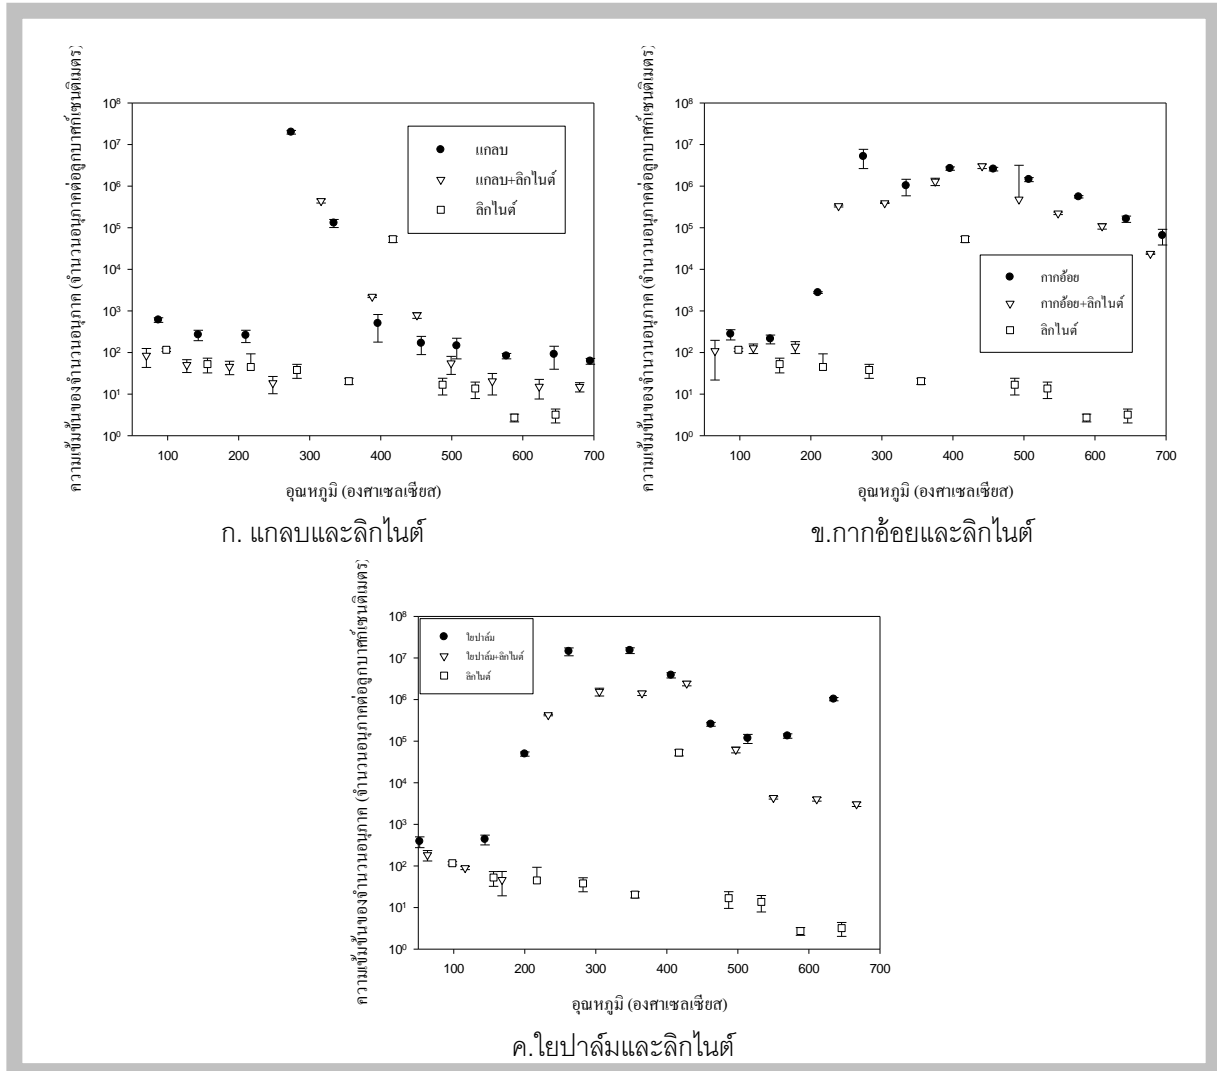 ความเข้มข้นของจำนวนอนุภาค (จำนวนอนุภาคต่อลูกบาศก์เซนติเมตร)
10⁸
10⁷
10⁶
10⁵
10⁴
10³
10²
10¹
10⁰
แกลบ
แกลบ+ลิกไนต์
ลิกไนต์
100 200 300 400 500 600 700
อุณหภูมิ (องศาเซลเซียส)
ก. แกลบและลิกไนต์
ความเข้มข้นของจำนวนอนุภาค (จำนวนอนุภาคต่อลูกบาศก์เซนติเมตร)
10⁸
10⁷
10⁶
10⁵
10⁴
10³
10²
10¹
10⁰
กากอ้อย
กากอ้อย+ลิกไนต์
ลิกไนต์
100 200 300 400 500 600 700
อุณหภูมิ (องศาเซลเซียส)
ข.กากอ้อยและลิกไนต์
ความเข้มข้นของจำนวนอนุภาค (จำนวนอนุภาคต่อลูกบาศก์เซนติเมตร)
10⁸
10⁷
10⁶
10⁵
10⁴
10³
10²
10¹
10⁰
ใยปาล์ม
ใยปาล์ม+ลิกไนต์
ลิกไนต์
100 200 300 400 500 600 700
อุณหภูมิ (องศาเซลเซียส)
ค.ใยปาล์มและลิกไนต์